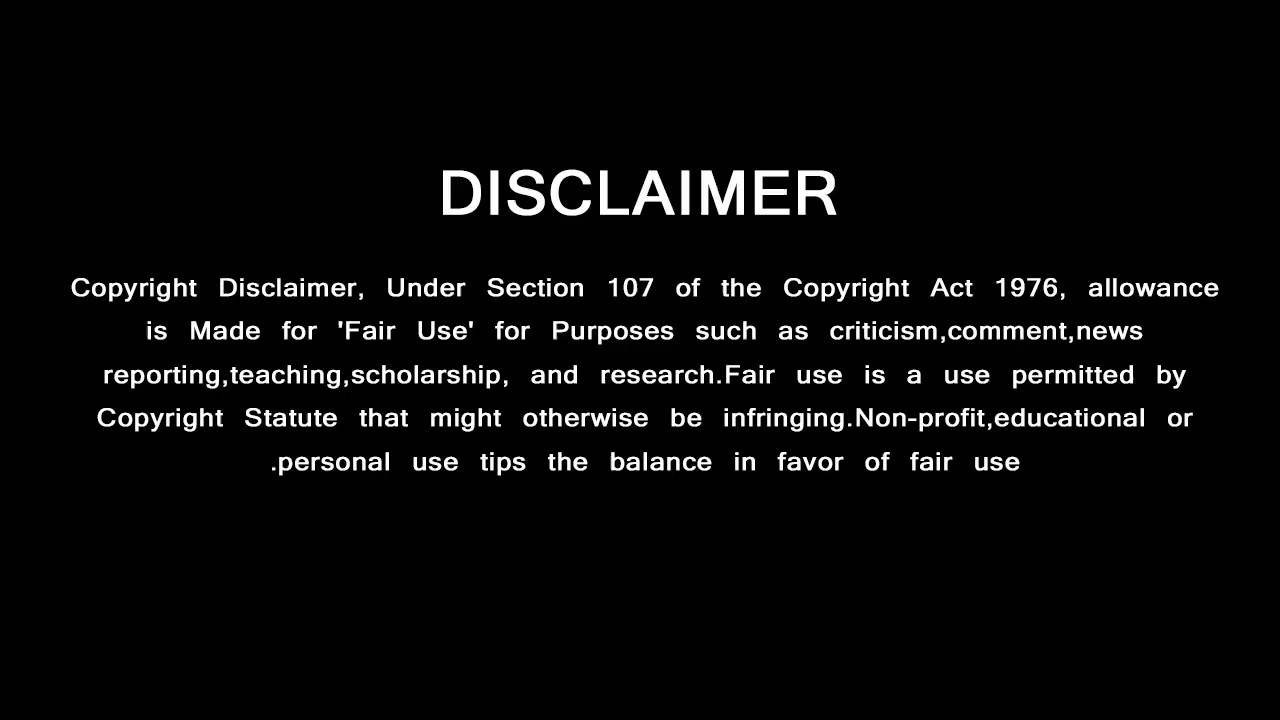 DISCLAIMER
Copyright Disclaimer, Under Section 107 of the Copyright Act 1976, allowance
is Made for 'Fair Use' for Purposes such as criticism,comment,news
reporting,teaching,scholarship, and research.Fair use is a use permitted by
Copyright Statute that might otherwise be infringing.Non-profit,educational or
.personal use tips the balance in favor of fair use